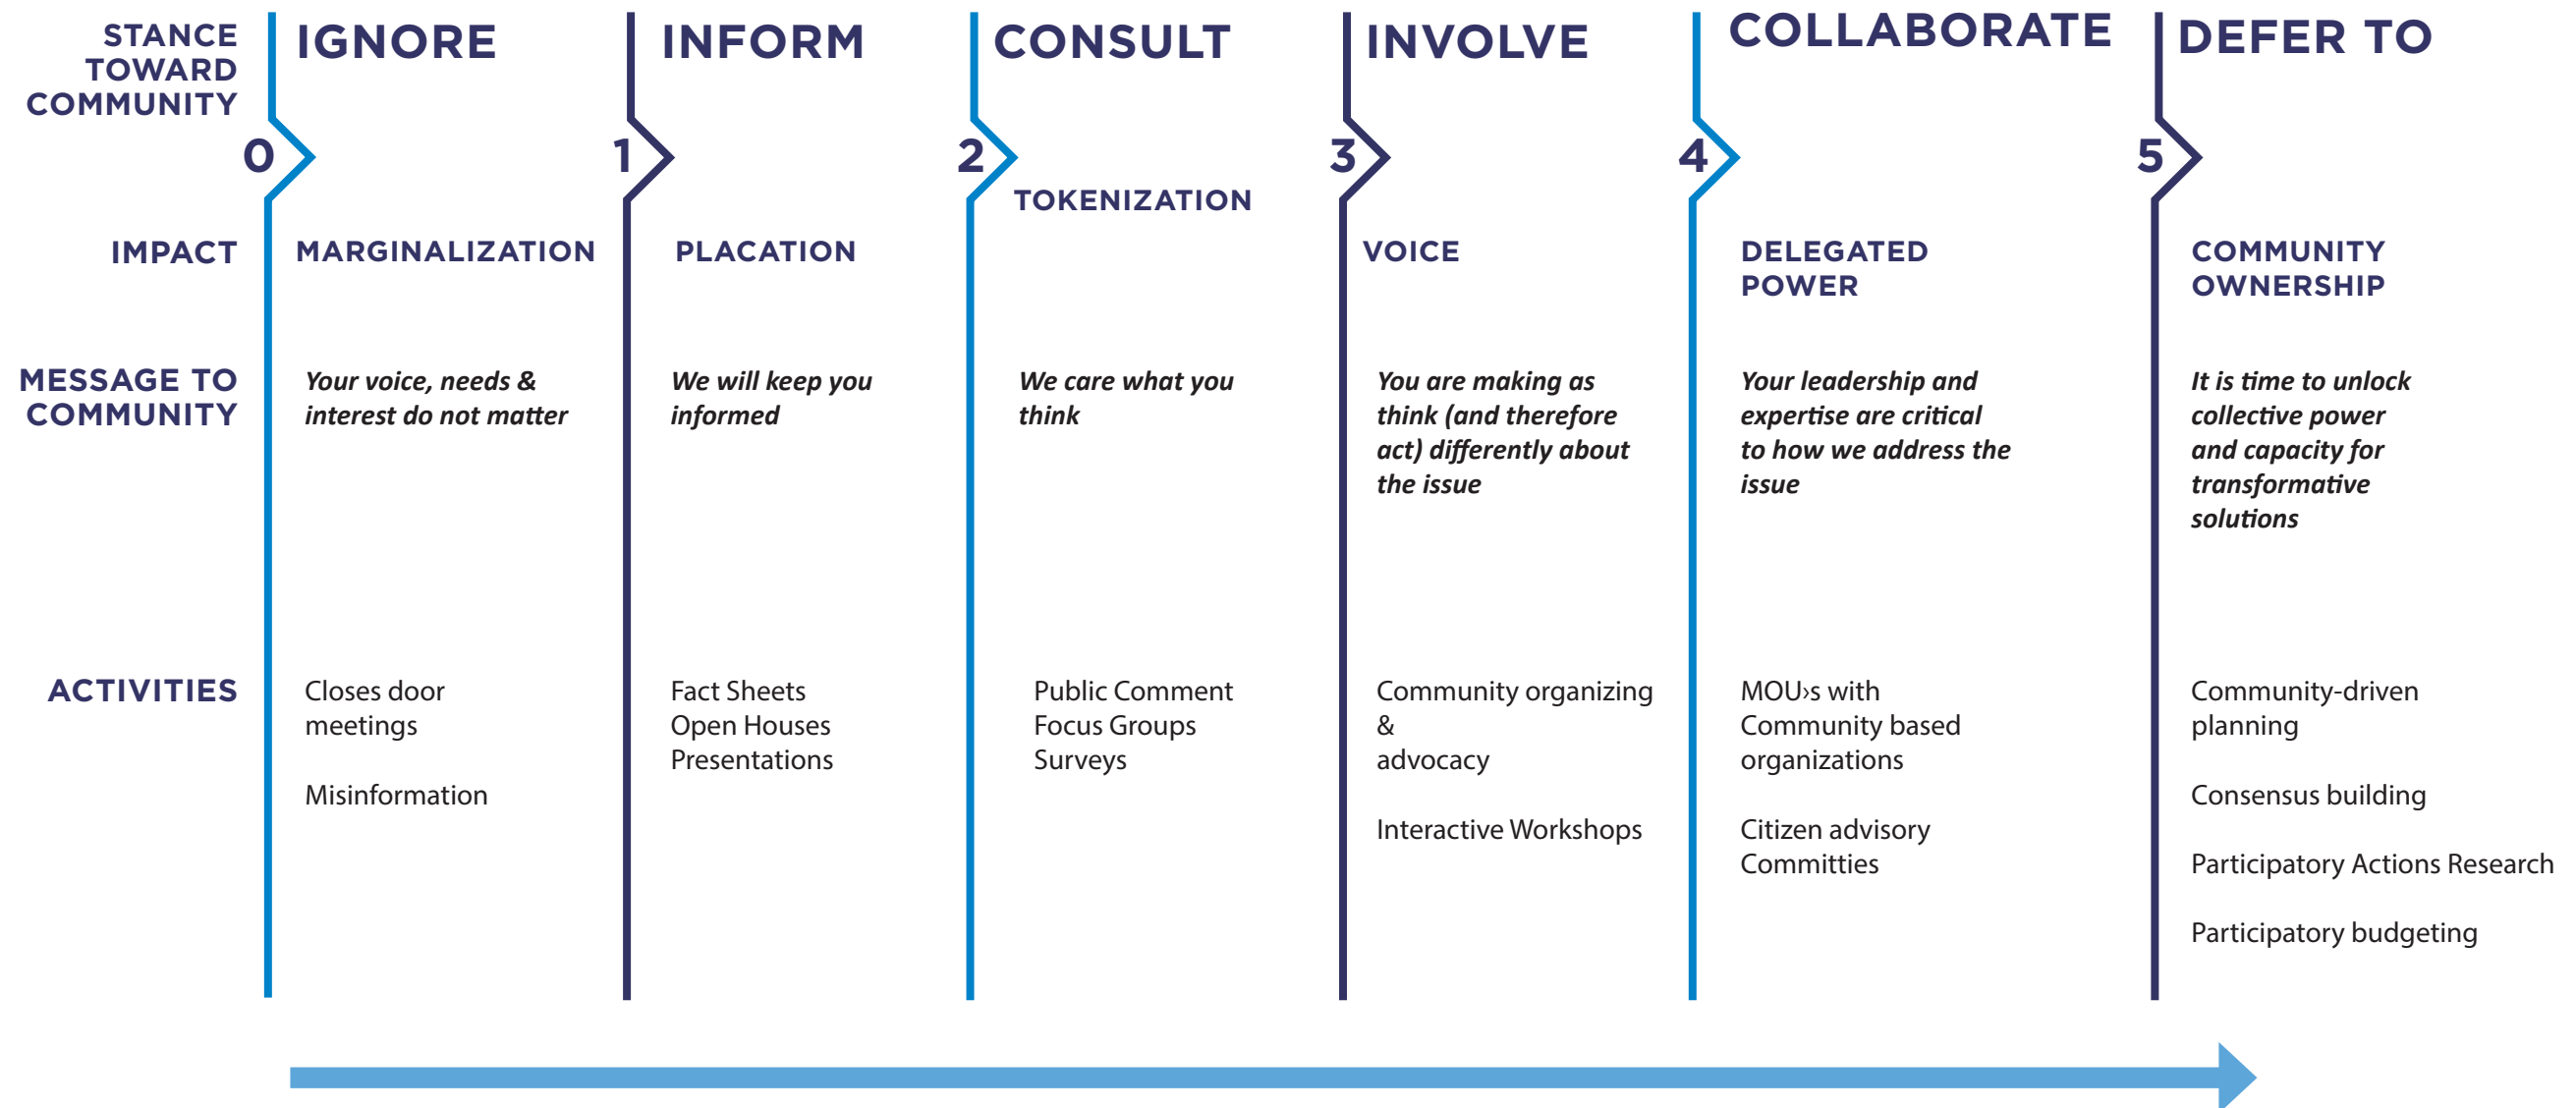 STANCE
TOWARD
COMMUNITY
IGNORE
INFORM
CONSULT
INVOLVE
COLLABORATE
DEFER TO
0
1
2
3
4
5
IMPACT
MARGINALIZATION
PLACATION
TOKENIZATION
VOICE
DELEGATED
POWER
COMMUNITY
OWNERSHIP
MESSAGE TO
COMMUNITY
Your voice, needs &
interest do not matter
We will keep you
informed
We care what you
think
You are making as
think (and therefore
act) differently about
the issue
Your leadership and
expertise are critical
to how we address the
issue
It is time to unlock
collective power
and capacity for
transformative
solutions
ACTIVITIES
Closes door
meetings
Misinformation
Fact Sheets
Open Houses
Presentations
Public Comment
Focus Groups
Surveys
Community organizing
&
advocacy
Interactive Workshops
MOU›s with
Community based
organizations
Citizen advisory
Committies
Community-driven
planning
Consensus building
Participatory Actions Research
Participatory budgeting